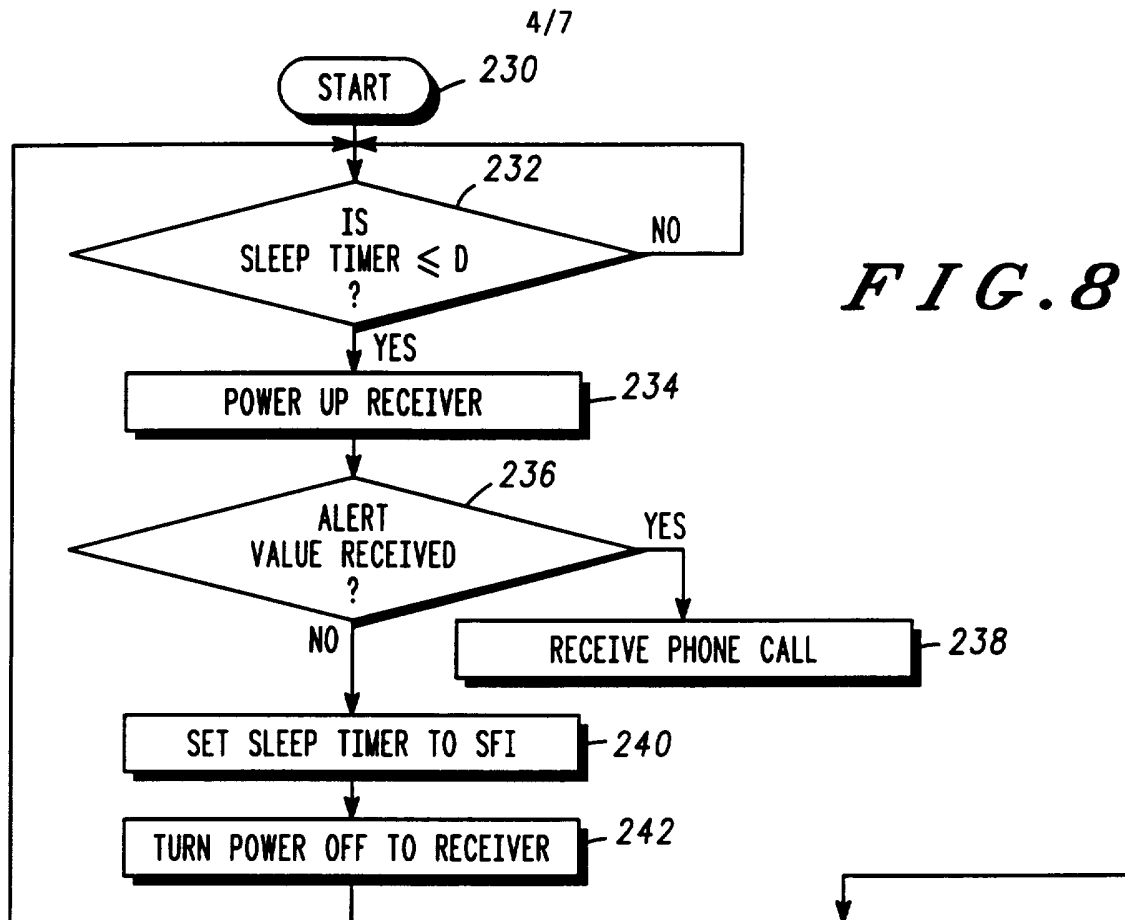 4/7
START
230
232
IS
SLEEP TIMER ⩽ D
?
NO
FIG.8
YES
POWER UP RECEIVER
234
236
ALERT
VALUE RECEIVED
?
YES
NO
RECEIVE PHONE CALL
238
SET SLEEP TIMER TO SFI
240
TURN POWER OFF TO RECEIVER
242